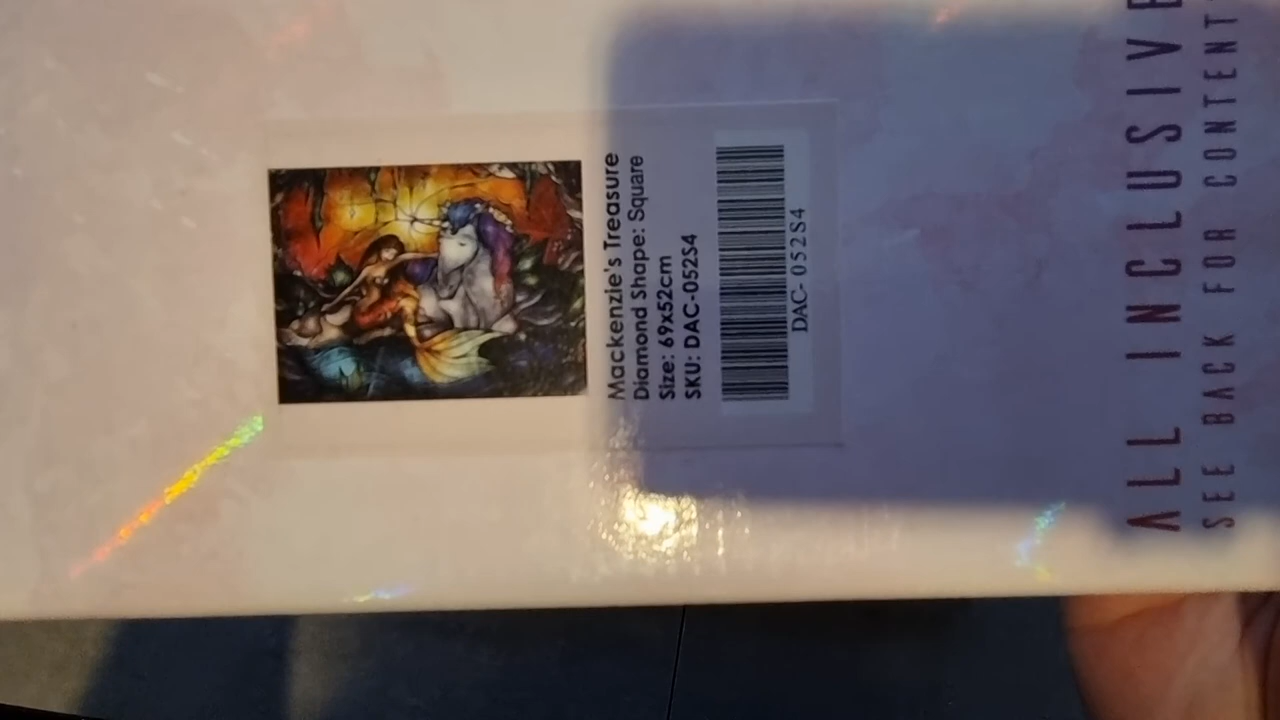 Mackenzie's Treasure
Diamond Shape: Square
Size: 69x52cm
SKU: DAC-052S4
DAC- 052S4
ALL INCLUSIVE
SEE BACK FOR CONTENT